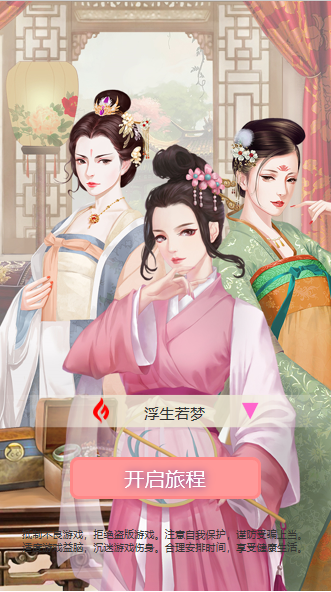 浮生若梦
开启旅程
抵制不良游戏，拒绝盗版游戏。注意自我保护，谨防受骗上当。
适度游戏益脑，沉迷游戏伤身。合理安排时间，享受健康生活。